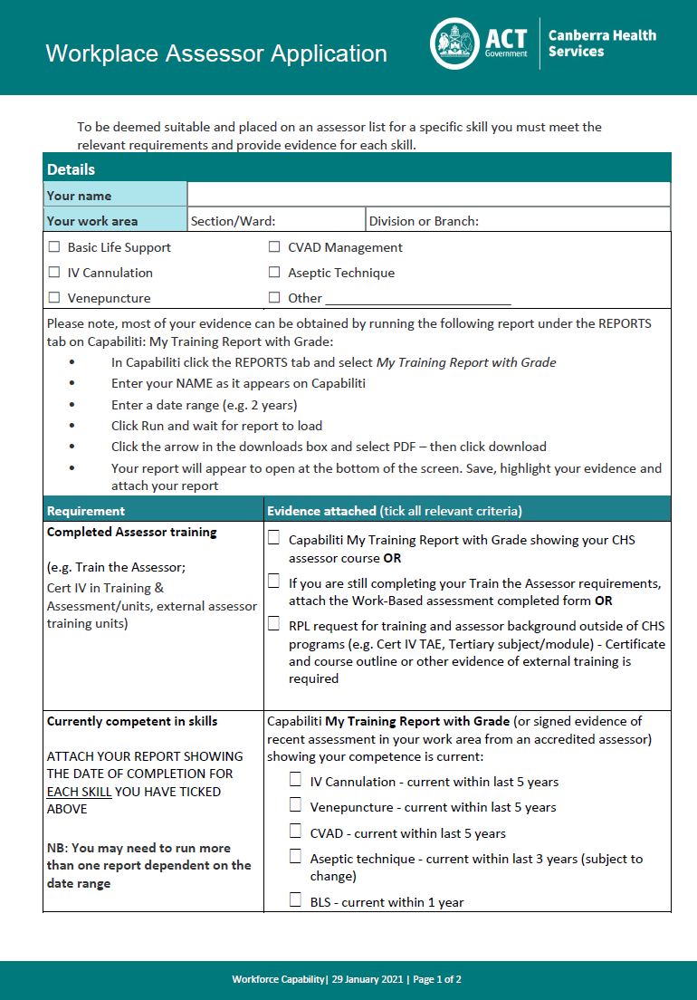 Workplace Assessor Application
ACT
Government
Canberra Health
Services
To be deemed suitable and placed on an assessor list for a specific skill you must meet the
relevant requirements and provide evidence for each skill.
Details
Your name
Your work area
Section/Ward:
Division or Branch:
☐ Basic Life Support
☐ CVAD Management
☐ IV Cannulation
☐ Aseptic Technique
☐ Venepuncture
☐ Other ___________________________
Please note, most of your evidence can be obtained by running the following report under the REPORTS
tab on Capabiliti: My Training Report with Grade:
• In Capabiliti click the REPORTS tab and select My Training Report with Grade
• Enter your NAME as it appears on Capabiliti
• Enter a date range (e.g. 2 years)
• Click Run and wait for report to load
• Click the arrow in the downloads box and select PDF – then click download
• Your report will appear to open at the bottom of the screen. Save, highlight your evidence and
attach your report
Requirement
Evidence attached (tick all relevant criteria)
Completed Assessor training
(e.g. Train the Assessor;
Cert IV in Training &
Assessment/units, external assessor
training units)
☐ Capabiliti My Training Report with Grade showing your CHS
assessor course OR
☐ If you are still completing your Train the Assessor requirements,
attach the Work-Based assessment completed form OR
☐ RPL request for training and assessor background outside of CHS
programs (e.g. Cert IV TAE, Tertiary subject/module) - Certificate
and course outline or other evidence of external training is
required
Currently competent in skills
ATTACH YOUR REPORT SHOWING
THE DATE OF COMPLETION FOR
EACH SKILL YOU HAVE TICKED
ABOVE
NB: You may need to run more
than one report dependent on the
date range
Capabiliti My Training Report with Grade (or signed evidence of
recent assessment in your work area from an accredited assessor)
showing your competence is current:
☐ IV Cannulation - current within last 5 years
☐ Venepuncture - current within last 5 years
☐ CVAD - current within last 5 years
☐ Aseptic technique - current within last 3 years (subject to
change)
☐ BLS - current within 1 year
Workforce Capability| 29 January 2021 | Page 1 of 2